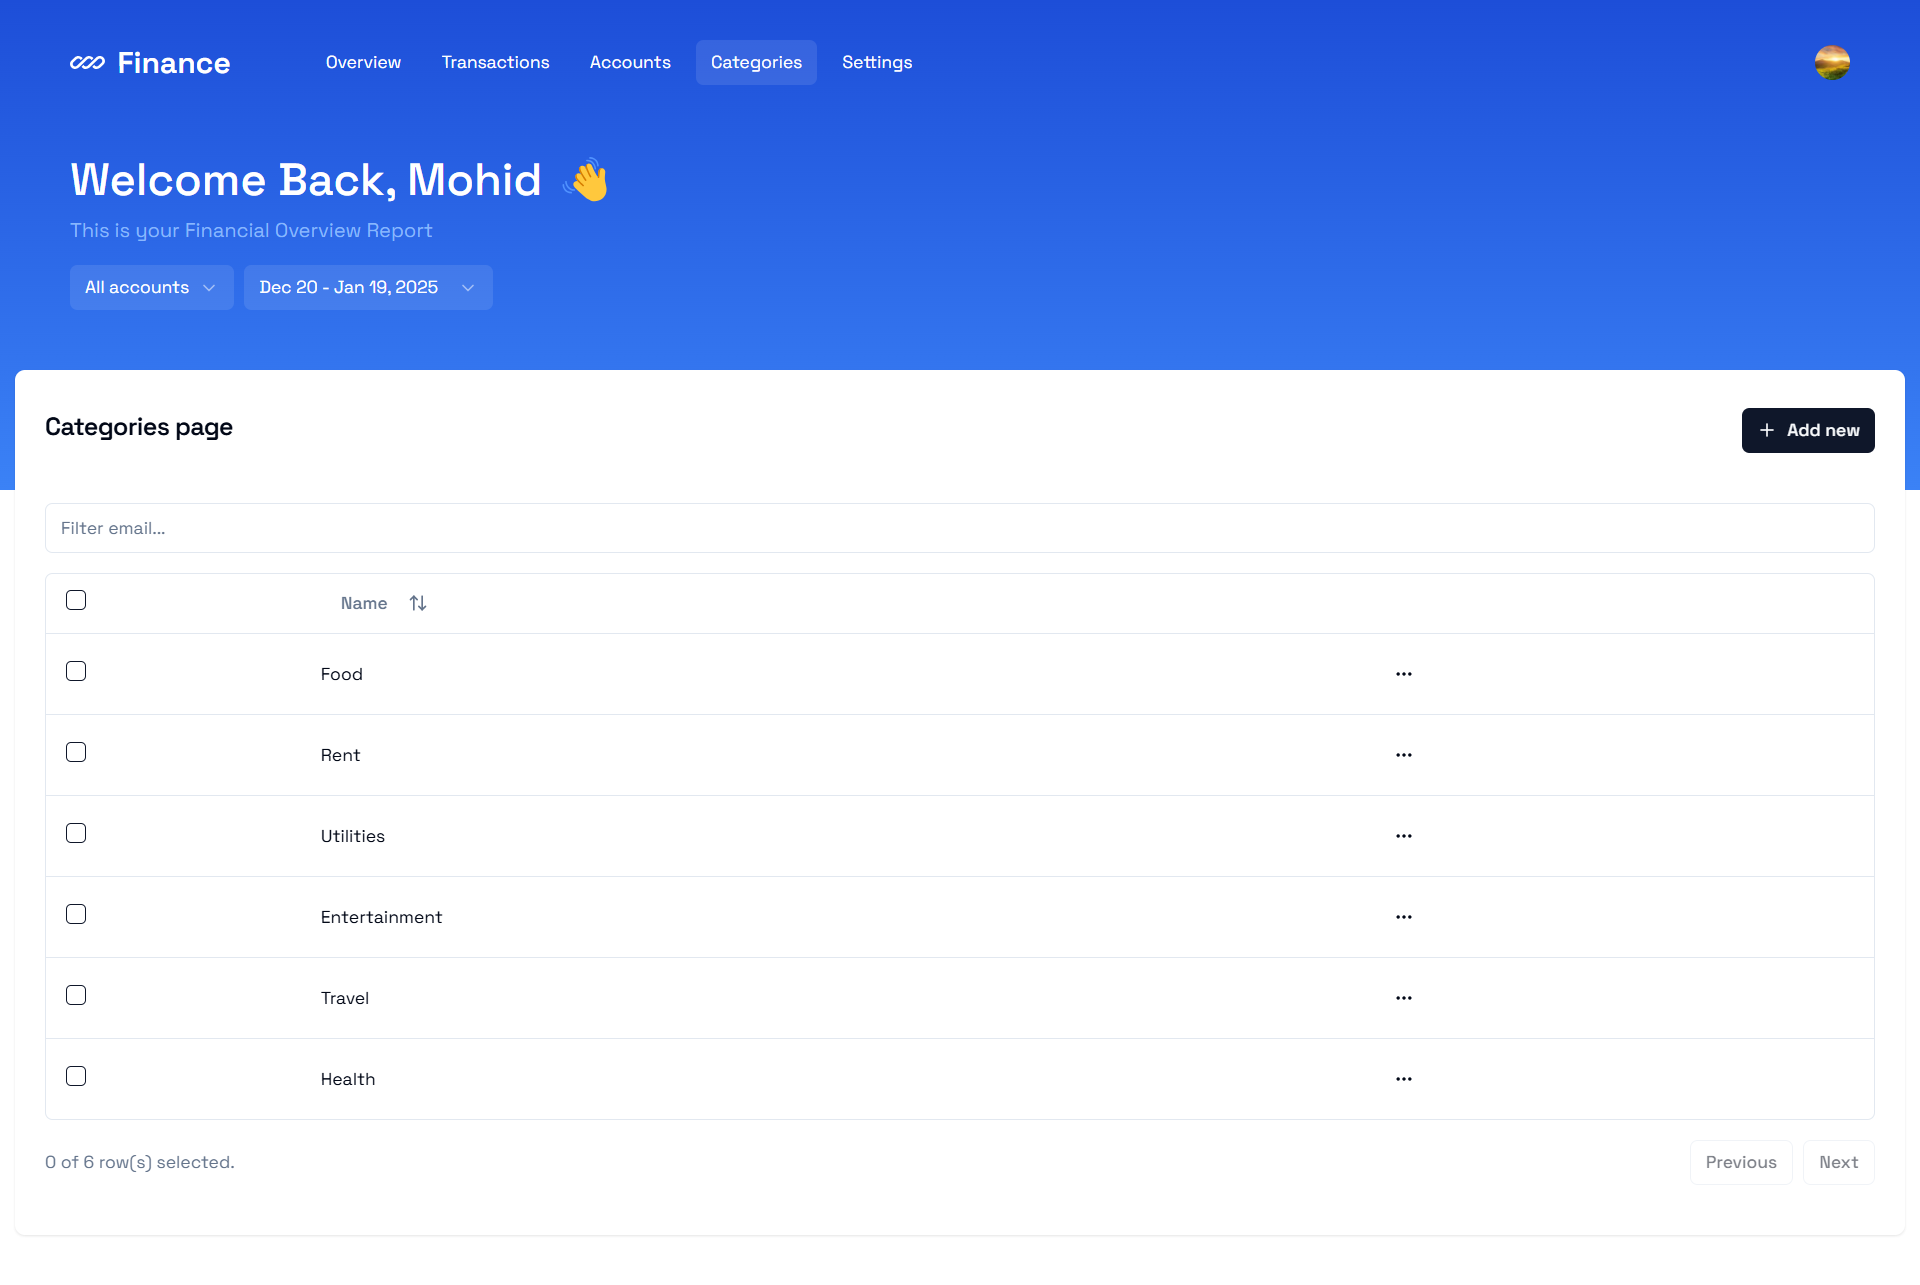 Finance
Overview
Transactions
Accounts
Categories
Settings
Welcome Back, Mohid 👋
This is your Financial Overview Report
All accounts
Dec 20 - Jan 19, 2025
Categories page
Add new
Filter email...
Name
Food
Rent
Utilities
Entertainment
Travel
Health
0 of 6 row(s) selected.
Previous
Next